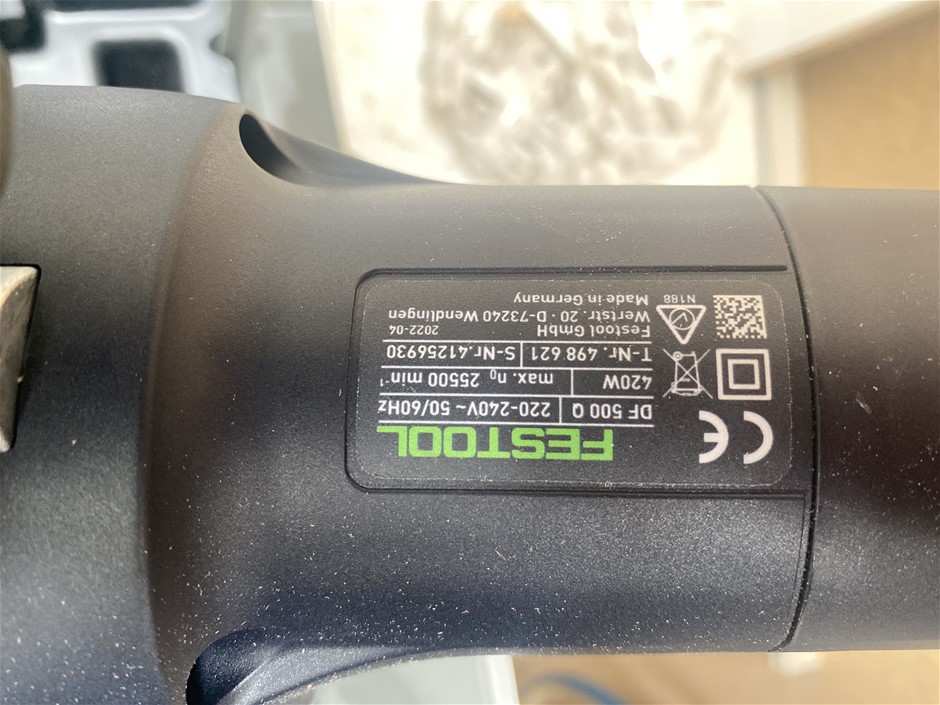 FESTOOL
DF 500 Q 220-240V ~ 50/60Hz
420W max. n₀ 25500 min⁻¹
T-Nr. 498 621 S-Nr.41256930
Festool GmbH 2022-04
Wertstr. 20 · D-73240 Wendlingen
Made in Germany
CE
N188